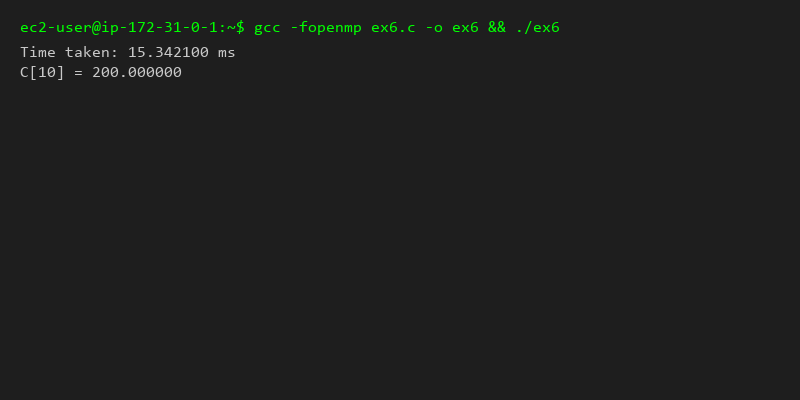 ec2-user@ip-172-31-0-1:~$ gcc -fopenmp ex6.c -o ex6 && ./ex6
Time taken: 15.342100 ms
C[10] = 200.000000